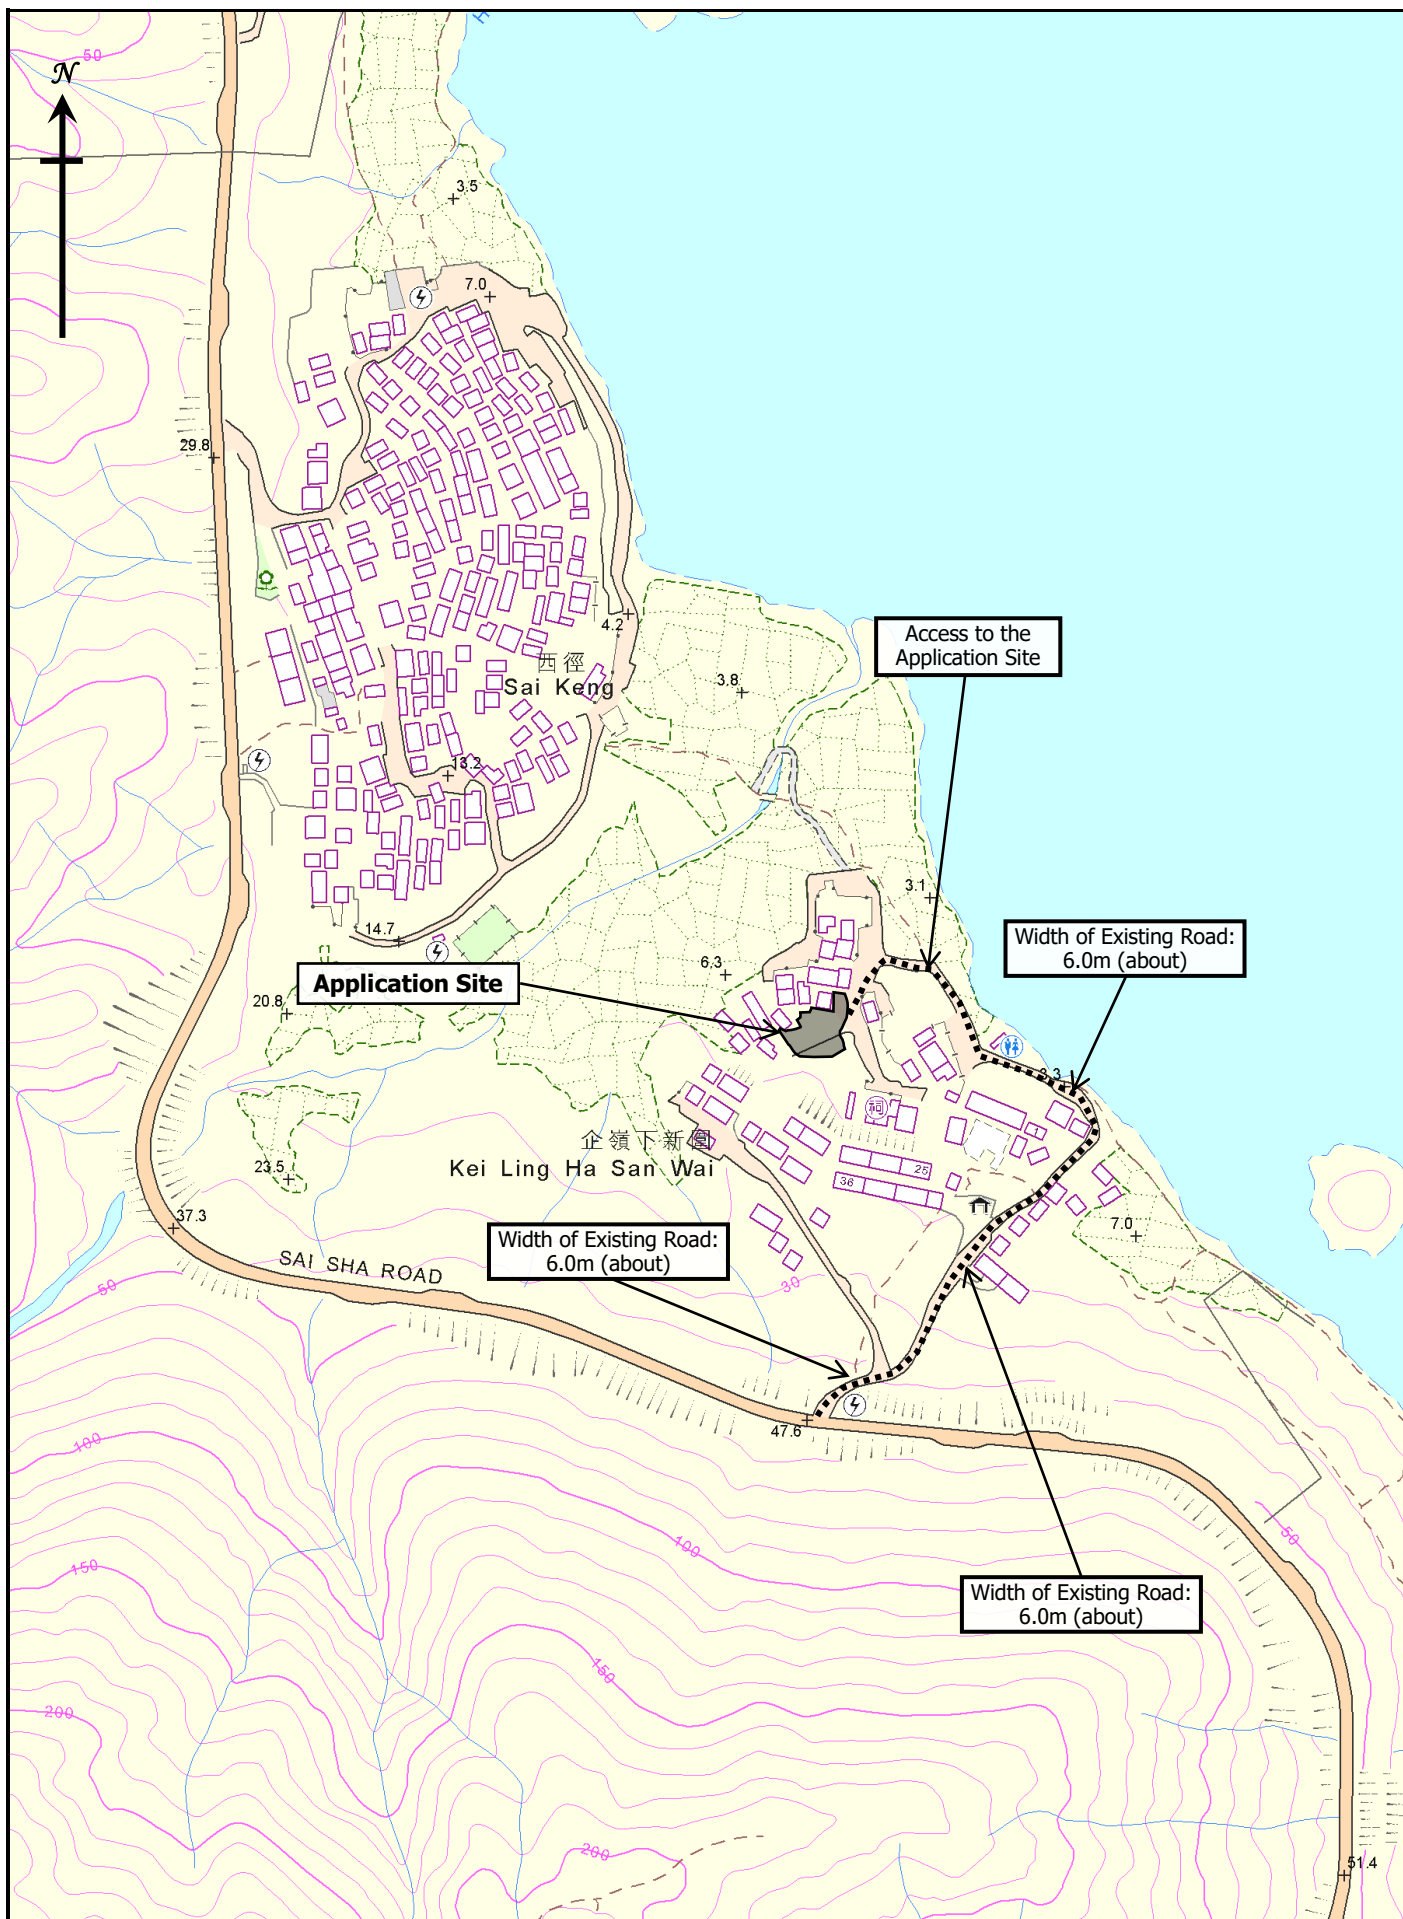 50
N
3.5
7.0
29.8
4.2
西徑
Sai Keng
Access to the
Application Site
3.8
13.2
3.1
14.7
Width of Existing Road:
6.0m (about)
6.3
Application Site
20.8
3.3
祠
1
企嶺下新圍
Kei Ling Ha San Wai
25
36
23.5
7.0
37.3
Width of Existing Road:
6.0m (about)
SAI SHA ROAD
50
30
47.6
100
50
100
150
Width of Existing Road:
6.0m (about)
150
200
200
51.4